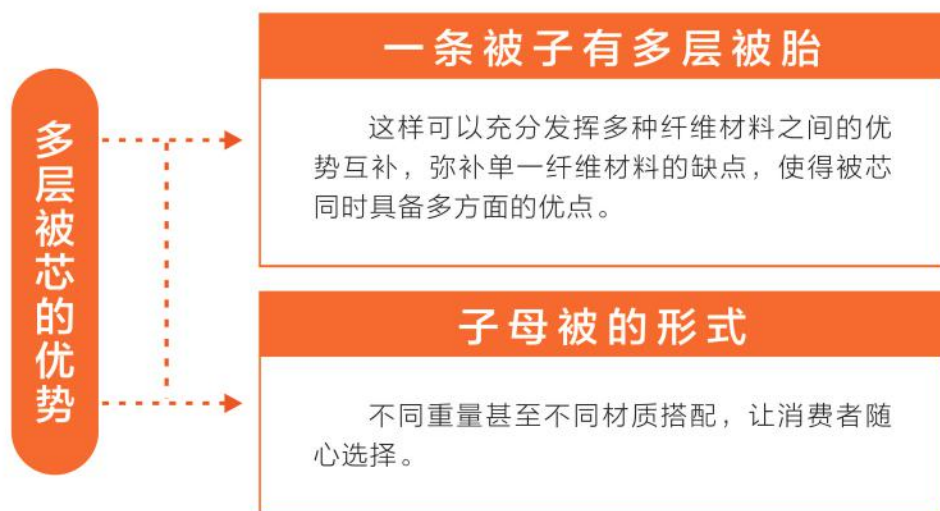 多层被芯的优势
一条被子有多层被胎
这样可以充分发挥多种纤维材料之间的优
势互补，弥补单一纤维材料的缺点，使得被芯
同时具备多方面的优点。
子母被的形式
不同重量甚至不同材质搭配，让消费者随
心选择。